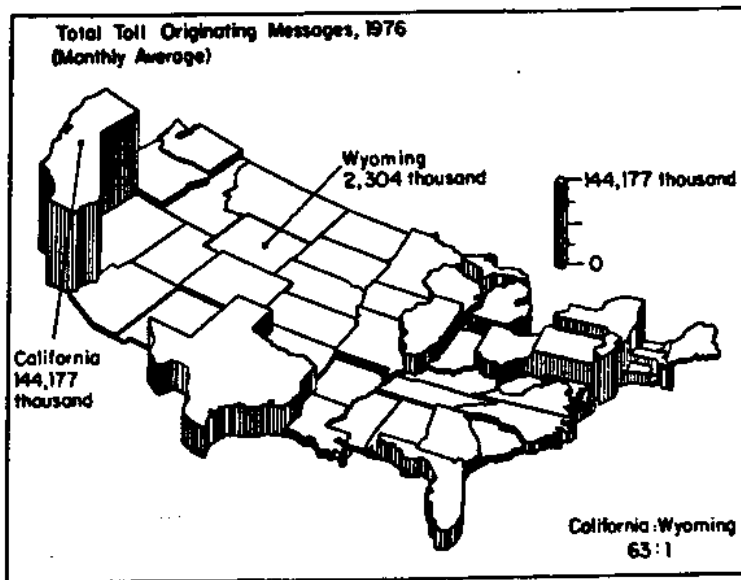 Total Toll Originating Messages, 1976
(Monthly Average)
Wyoming
2,304 thousand
144,177 thousand
0
California
144,177
thousand
California:Wyoming
63:1